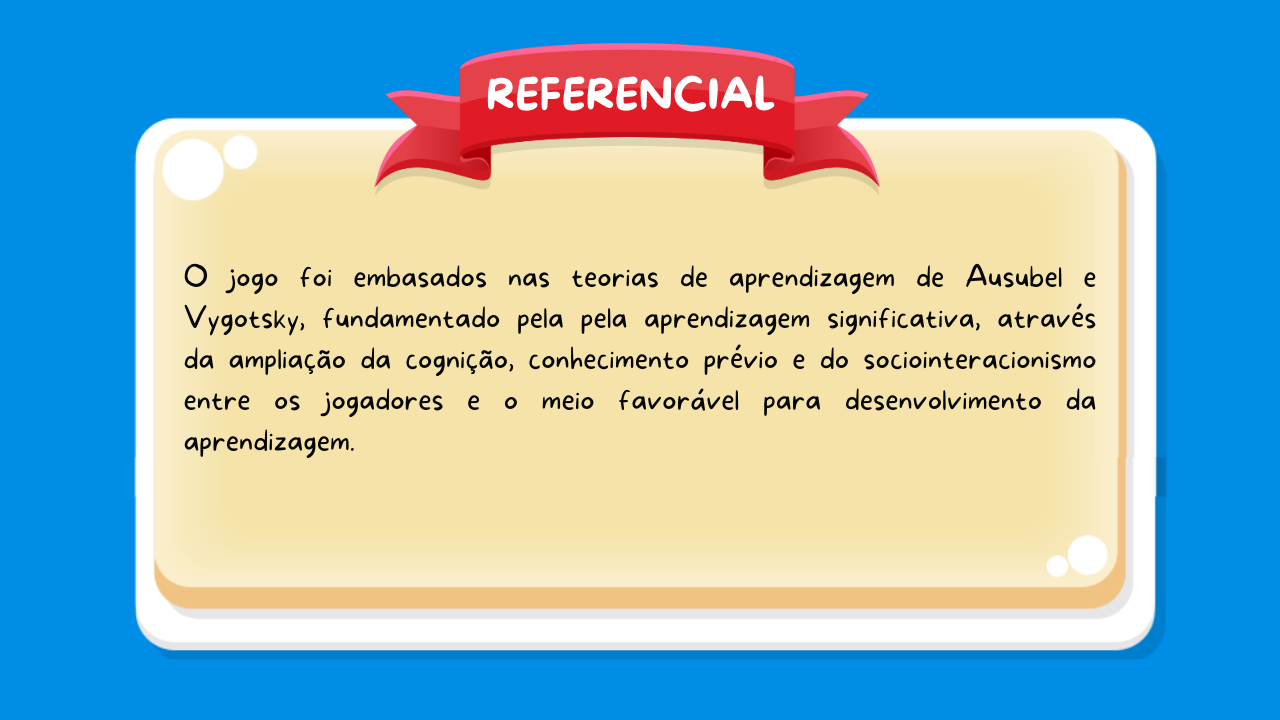 REFERENCIAL
O jogo foi embasados nas teorias de aprendizagem de Ausubel e
Vygotsky, fundamentado pela pela aprendizagem significativa, através
da ampliação da cognição, conhecimento prévio e do sociointeracionismo
entre os jogadores e o meio favorável para desenvolvimento da
aprendizagem.